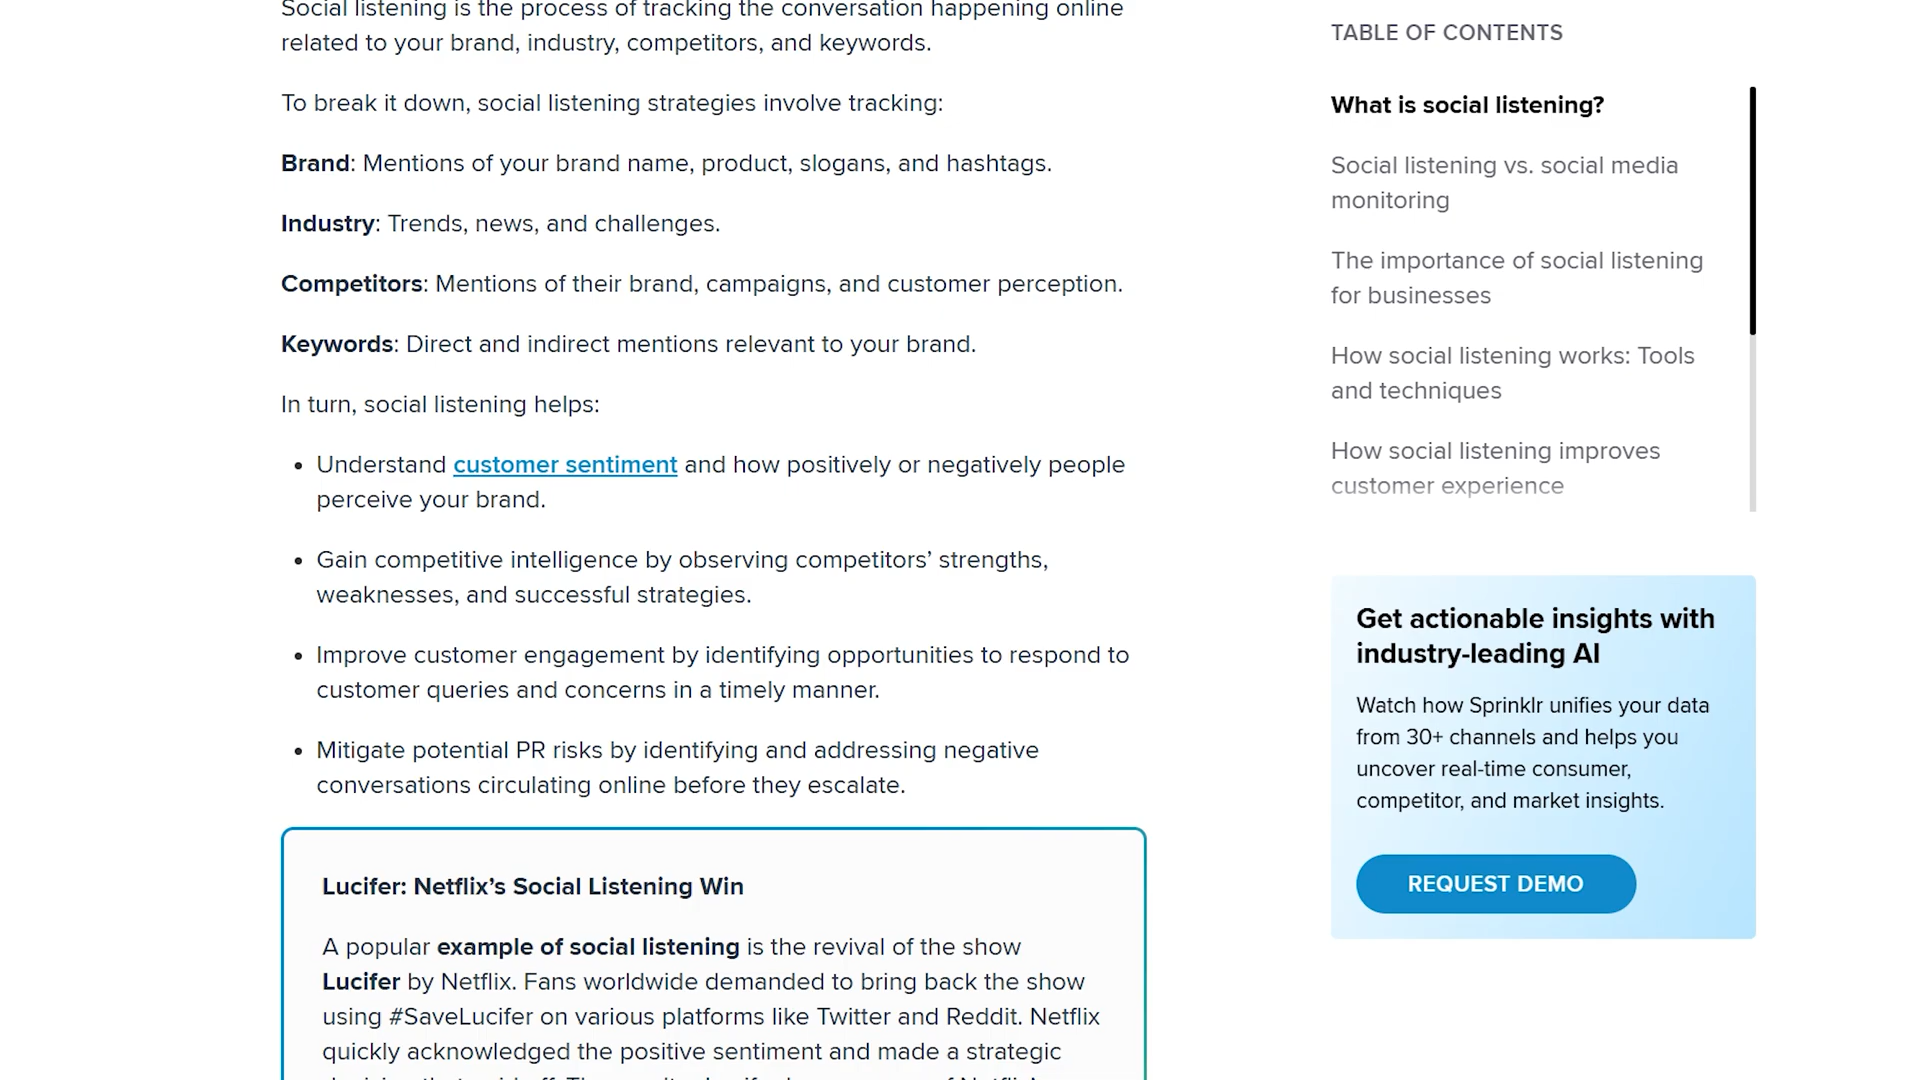 Social listening is the process of tracking the conversation happening online
related to your brand, industry, competitors, and keywords.
To break it down, social listening strategies involve tracking:
Brand: Mentions of your brand name, product, slogans, and hashtags.
Industry: Trends, news, and challenges.
Competitors: Mentions of their brand, campaigns, and customer perception.
Keywords: Direct and indirect mentions relevant to your brand.
In turn, social listening helps:
• Understand customer sentiment and how positively or negatively people
perceive your brand.
• Gain competitive intelligence by observing competitors’ strengths,
weaknesses, and successful strategies.
• Improve customer engagement by identifying opportunities to respond to
customer queries and concerns in a timely manner.
• Mitigate potential PR risks by identifying and addressing negative
conversations circulating online before they escalate.
Lucifer: Netflix’s Social Listening Win
A popular example of social listening is the revival of the show
Lucifer by Netflix. Fans worldwide demanded to bring back the show
using #SaveLucifer on various platforms like Twitter and Reddit. Netflix
quickly acknowledged the positive sentiment and made a strategic
TABLE OF CONTENTS
What is social listening?
Social listening vs. social media
monitoring
The importance of social listening
for businesses
How social listening works: Tools
and techniques
How social listening improves
customer experience
Get actionable insights with
industry-leading AI
Watch how Sprinklr unifies your data
from 30+ channels and helps you
uncover real-time consumer,
competitor, and market insights.
REQUEST DEMO